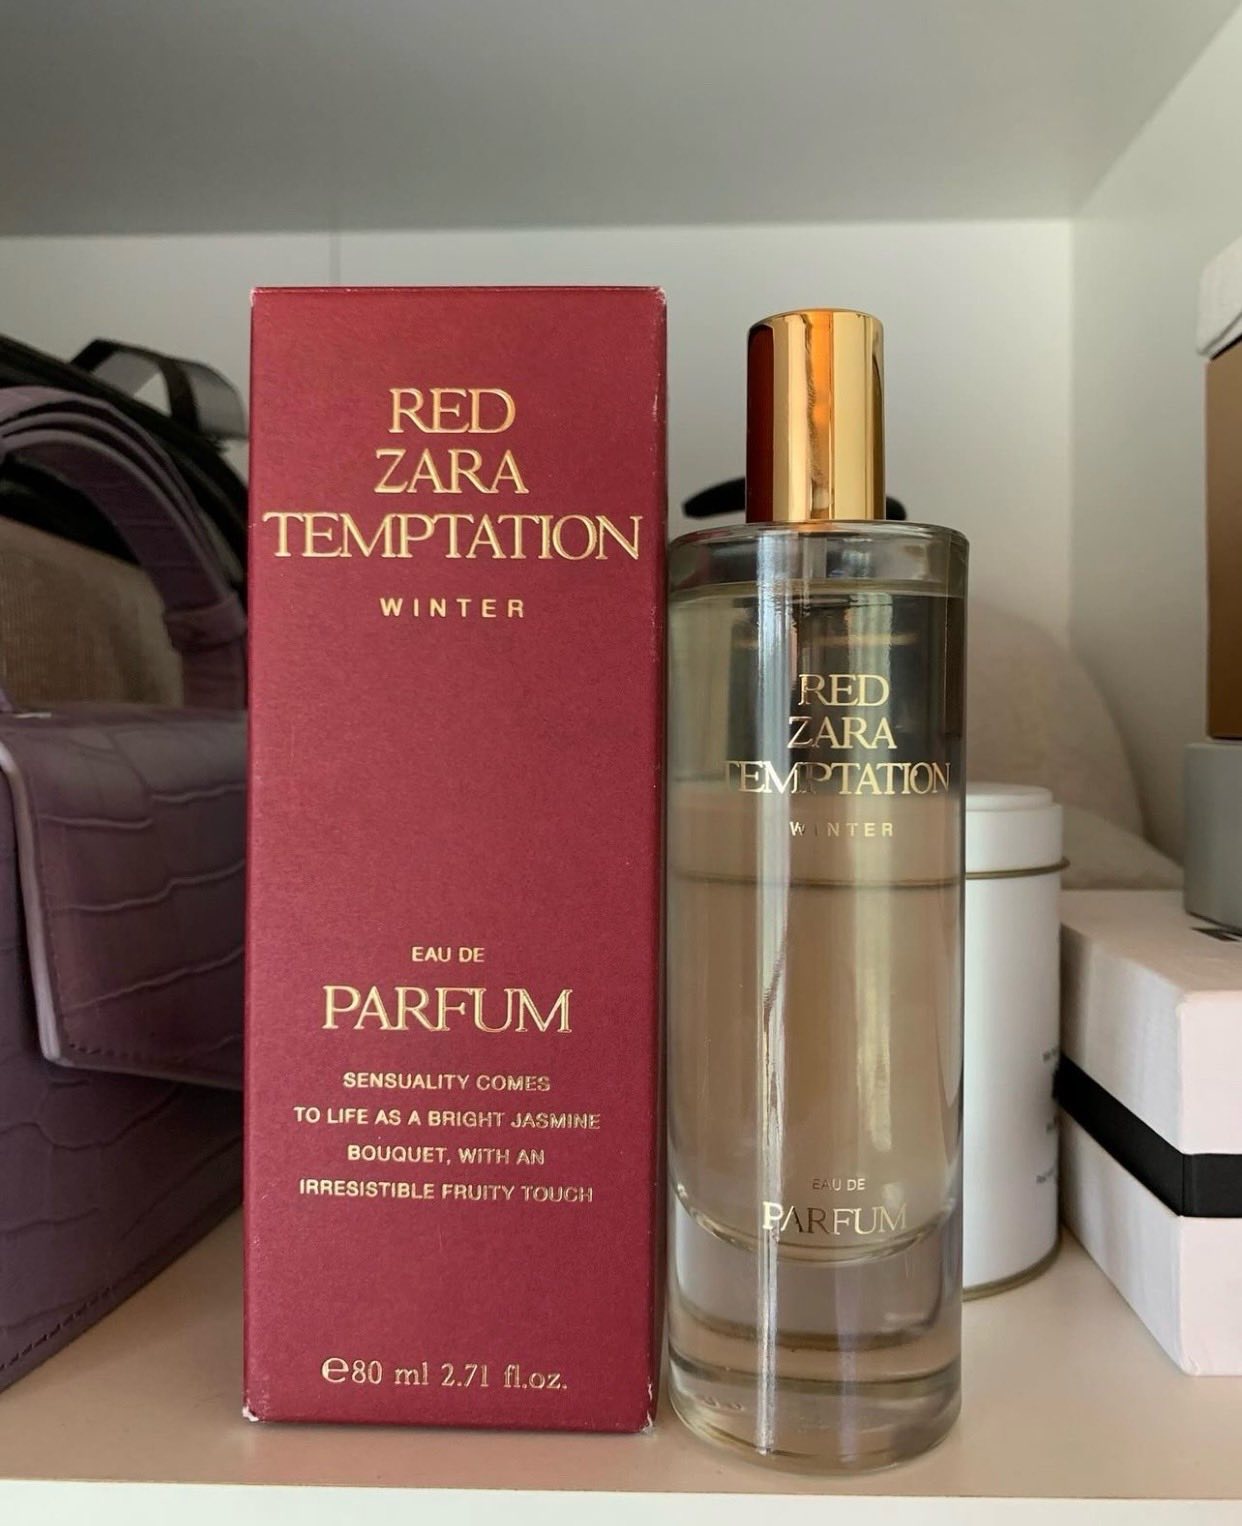 RED
ZARA
TEMPTATION
WINTER
EAU DE
PARFUM
SENSUALITY COMES
TO LIFE AS A BRIGHT JASMINE
BOUQUET, WITH AN
IRRESISTIBLE FRUITY TOUCH
℮80 ml 2.71 fl.oz.
RED
ZARA
TEMPTATION
WINTER
EAU DE
PARFUM